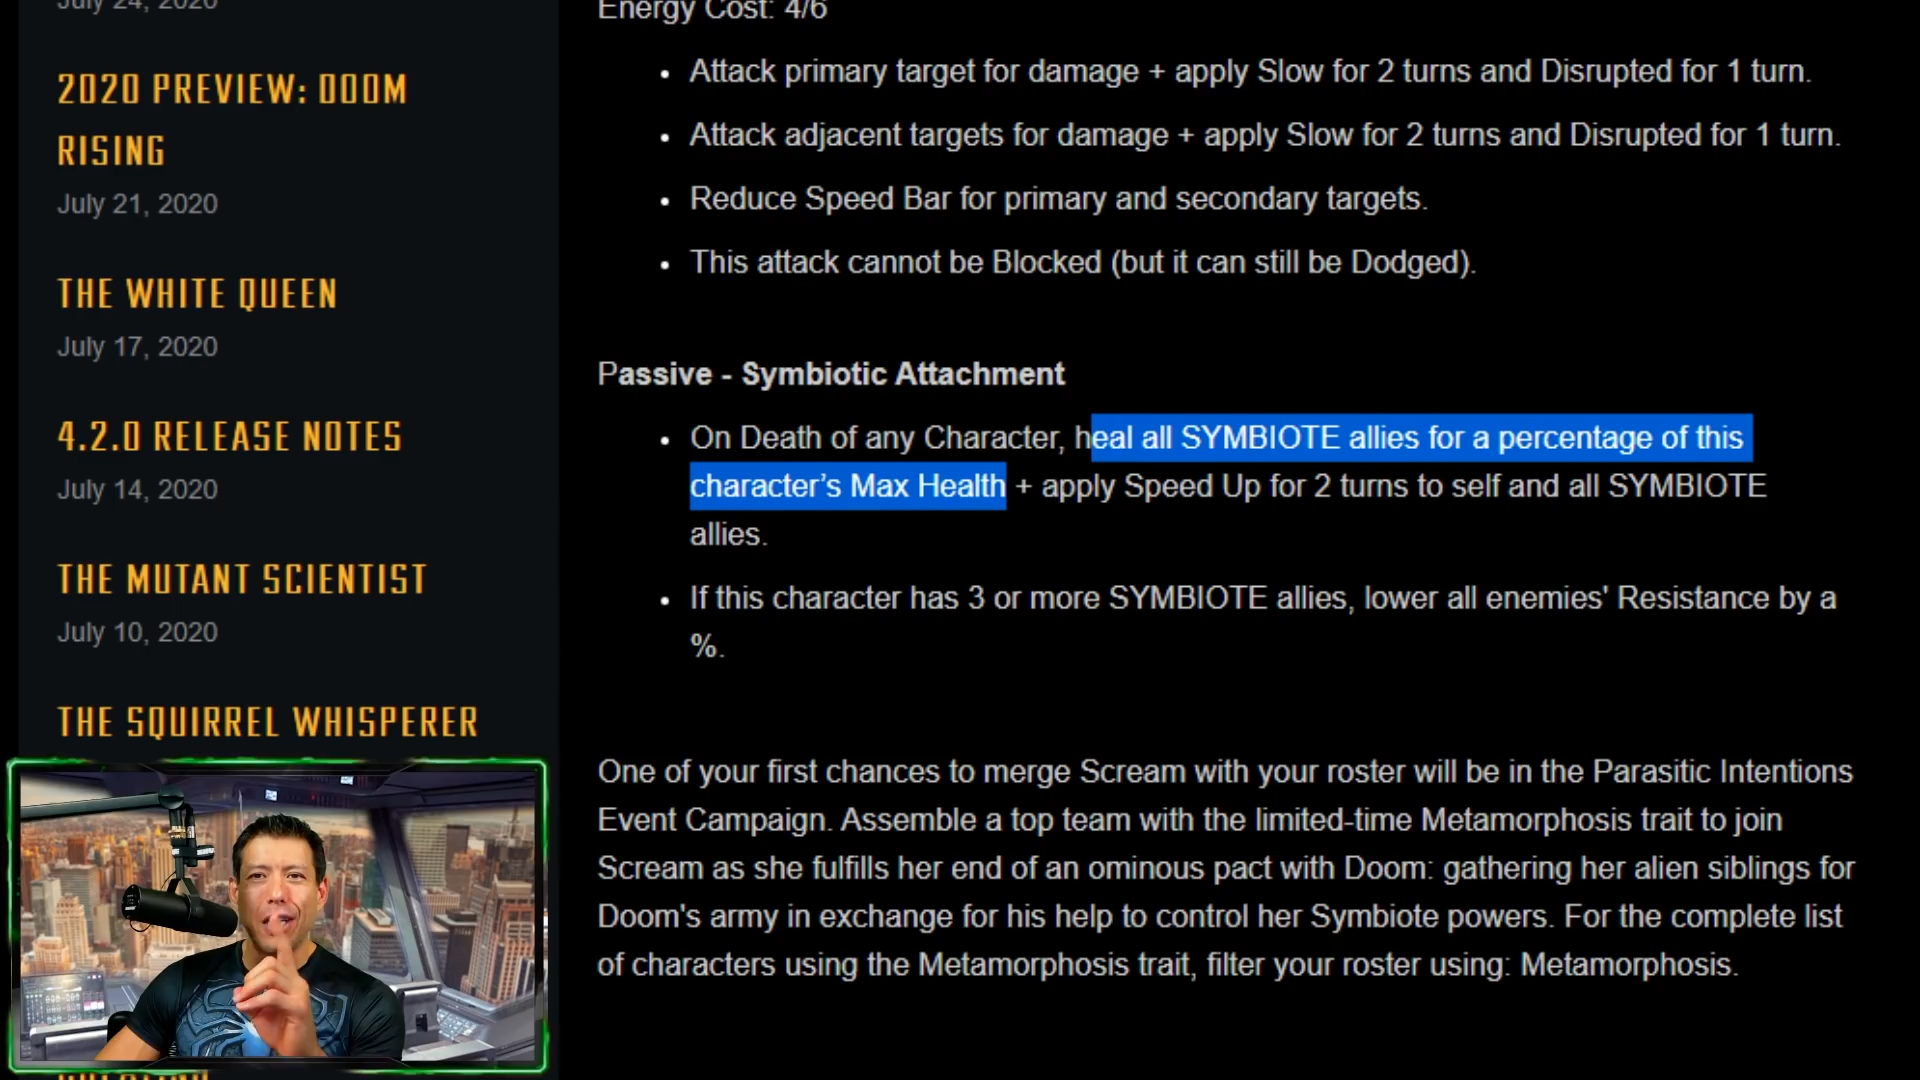 July 24, 2020
2020 PREVIEW: DOOM
RISING
July 21, 2020
THE WHITE QUEEN
July 17, 2020
4.2.0 RELEASE NOTES
July 14, 2020
THE MUTANT SCIENTIST
July 10, 2020
THE SQUIRREL WHISPERER
Energy Cost: 4/6
• Attack primary target for damage + apply Slow for 2 turns and Disrupted for 1 turn.
• Attack adjacent targets for damage + apply Slow for 2 turns and Disrupted for 1 turn.
• Reduce Speed Bar for primary and secondary targets.
• This attack cannot be Blocked (but it can still be Dodged).
Passive - Symbiotic Attachment
• On Death of any Character, heal all SYMBIOTE allies for a percentage of this
character’s Max Health + apply Speed Up for 2 turns to self and all SYMBIOTE
allies.
• If this character has 3 or more SYMBIOTE allies, lower all enemies' Resistance by a
%.
One of your first chances to merge Scream with your roster will be in the Parasitic Intentions
Event Campaign. Assemble a top team with the limited-time Metamorphosis trait to join
Scream as she fulfills her end of an ominous pact with Doom: gathering her alien siblings for
Doom's army in exchange for his help to control her Symbiote powers. For the complete list
of characters using the Metamorphosis trait, filter your roster using: Metamorphosis.